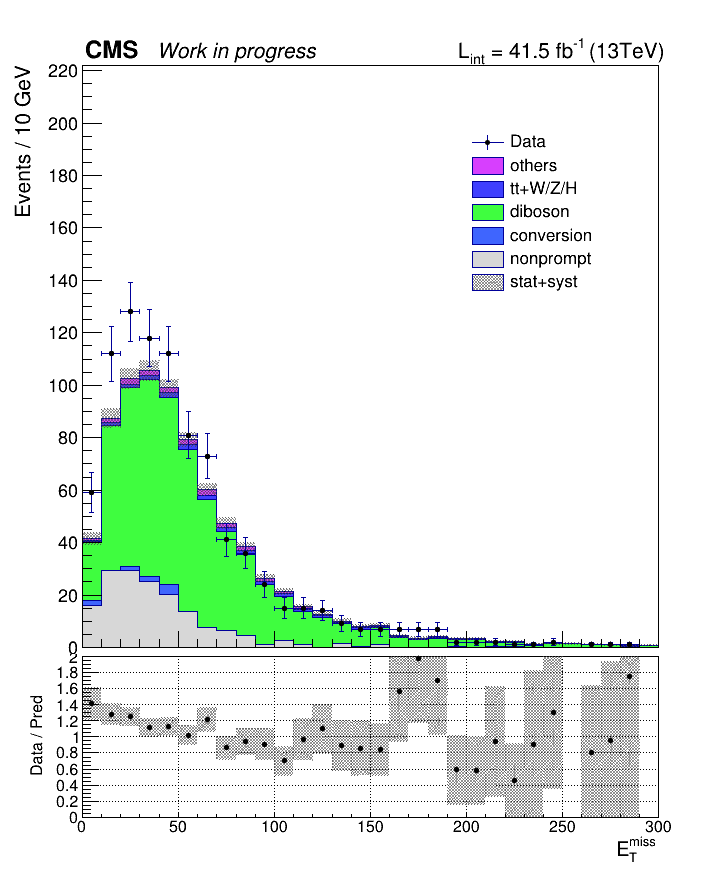 CMS Work in progress L_int = 41.5 fb^-1 (13TeV)
Events / 10 GeV
220
200
180
160
140
120
100
80
60
40
20
0
Data
others
tt+W/Z/H
diboson
conversion
nonprompt
stat+syst
Data / Pred
2
1.8
1.6
1.4
1.2
1
0.8
0.6
0.4
0.2
0
0 50 100 150 200 250 300
E_T^miss